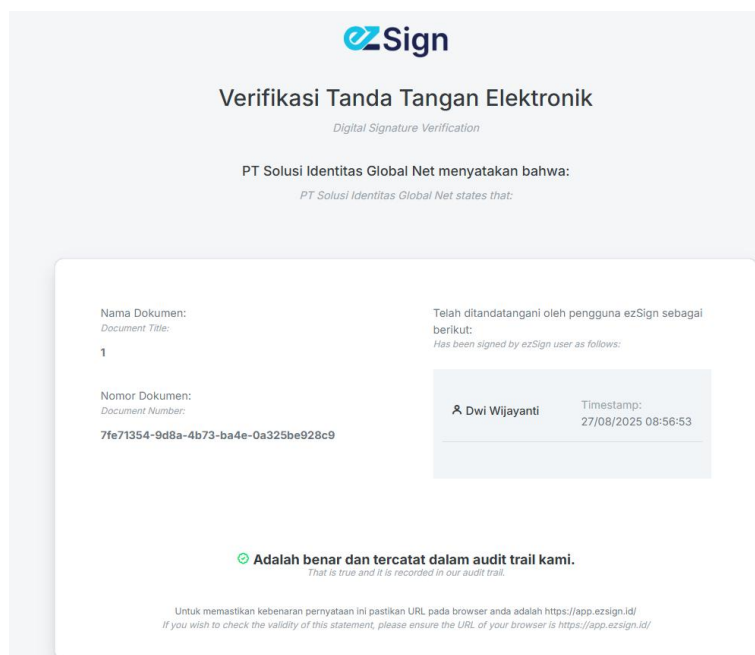 ezSign
Verifikasi Tanda Tangan Elektronik
Digital Signature Verification
PT Solusi Identitas Global Net menyatakan bahwa:
PT Solusi Identitas Global Net states that:
Nama Dokumen:
Document Title:
1
Nomor Dokumen:
Document Number:
7fe71354-9d8a-4b73-ba4e-0a325be928c9
Telah ditandatangani oleh pengguna ezSign sebagai
berikut:
Has been signed by ezSign user as follows:
Dwi Wijayanti
Timestamp:
27/08/2025 08:56:53
Adalah benar dan tercatat dalam audit trail kami.
That is true and it is recorded in our audit trail.
Untuk memastikan kebenaran pernyataan ini pastikan URL pada browser anda adalah https://app.ezsign.id/
If you wish to check the validity of this statement, please ensure the URL of your browser is https://app.ezsign.id/